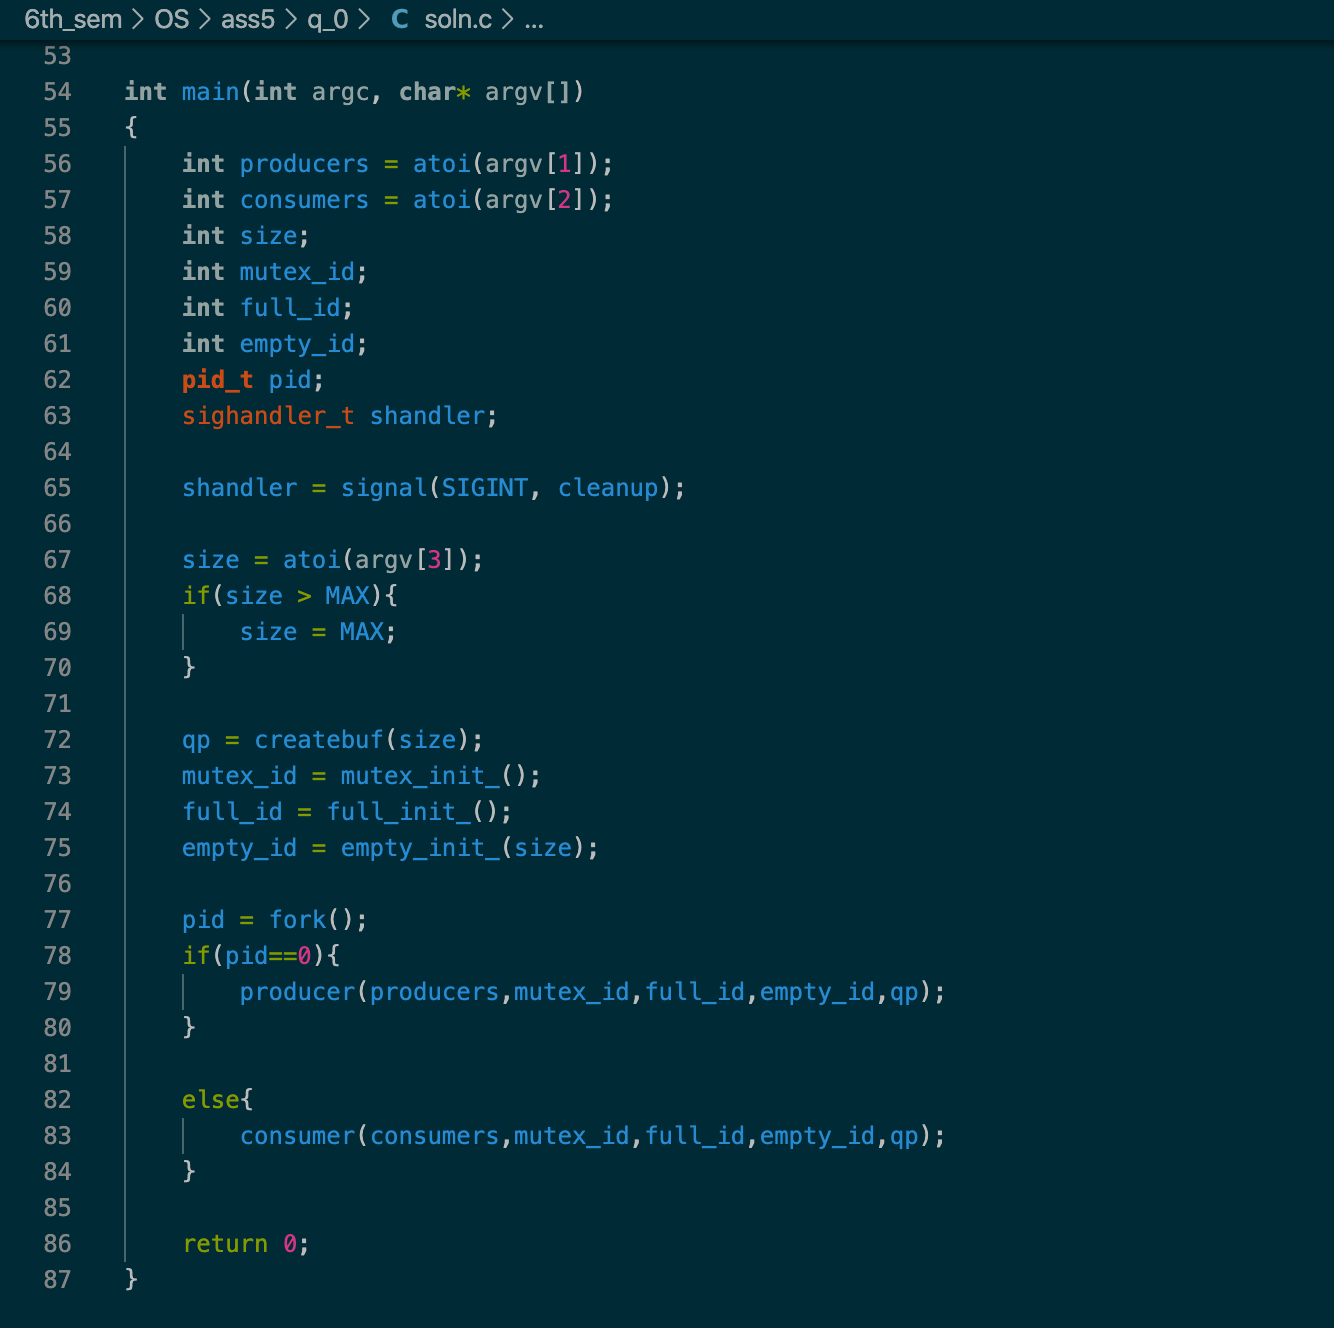 6th_sem > OS > ass5 > q_0 > C soln.c > ...
53
54 int main(int argc, char* argv[])
55 {
56 int producers = atoi(argv[1]);
57 int consumers = atoi(argv[2]);
58 int size;
59 int mutex_id;
60 int full_id;
61 int empty_id;
62 pid_t pid;
63 sighandler_t shandler;
64
65 shandler = signal(SIGINT, cleanup);
66
67 size = atoi(argv[3]);
68 if(size > MAX){
69 size = MAX;
70 }
71
72 qp = createbuf(size);
73 mutex_id = mutex_init_();
74 full_id = full_init_();
75 empty_id = empty_init_(size);
76
77 pid = fork();
78 if(pid==0){
79 producer(producers,mutex_id,full_id,empty_id,qp);
80 }
81
82 else{
83 consumer(consumers,mutex_id,full_id,empty_id,qp);
84 }
85
86 return 0;
87 }